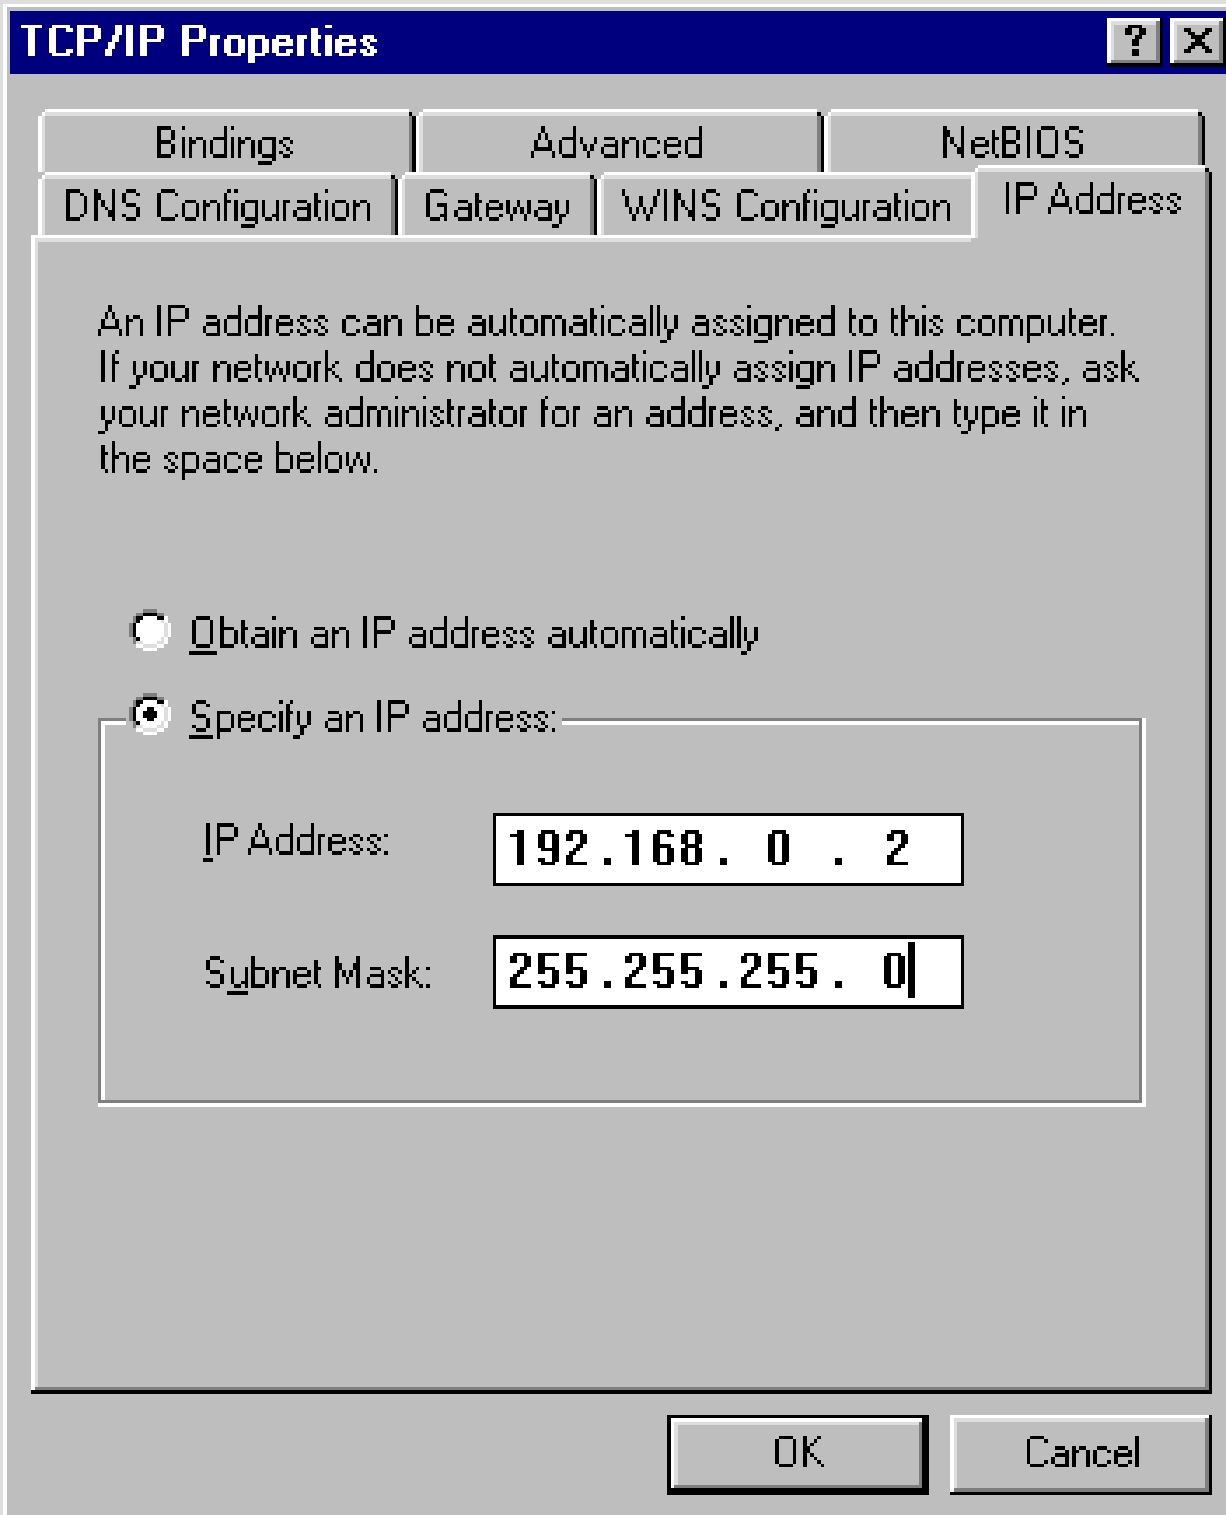 TCP/IP Properties
Bindings Advanced NetBIOS
DNS Configuration Gateway WINS Configuration IP Address
An IP address can be automatically assigned to this computer.
If your network does not automatically assign IP addresses, ask
your network administrator for an address, and then type it in
the space below.
Obtain an IP address automatically
Specify an IP address:
IP Address: 192.168. 0 . 2
Subnet Mask: 255.255.255. 0
OK Cancel